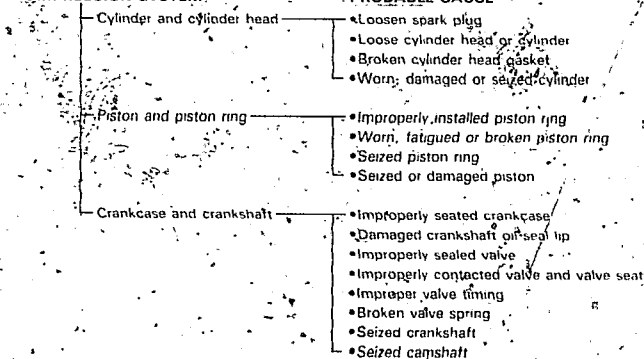 PROBABLE CAUSE
Cylinder and cylinder head
•Loosen spark plug
•Loose cylinder head or cylinder
•Broken cylinder head gasket
•Worn, damaged or seized cylinder
Piston and piston ring
•Improperly installed piston ring
•Worn, fatigued or broken piston ring
•Seized piston ring
•Seized or damaged piston
Crankcase and crankshaft
•Improperly seated crankcase
•Damaged crankshaft oil seal lip
•Improperly sealed valve
•Improperly contacted valve and valve seat
•Improper valve timing
•Broken valve spring
•Seized crankshaft
•Seized camshaft